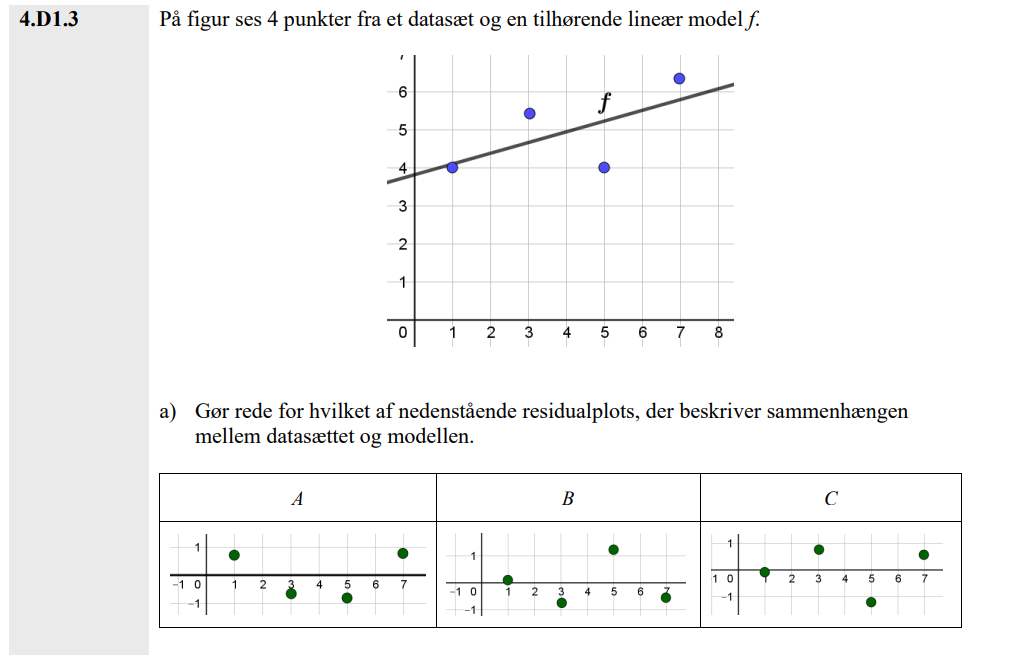 4.D1.3
På figur ses 4 punkter fra et datasæt og en tilhørende lineær model f.
6
5
4
3
2
1
f
0 1 2 3 4 5 6 7 8
a) Gør rede for hvilket af nedenstående residualplots, der beskriver sammenhængen
mellem datasættet og modellen.
A B C
1
−1 0 1 2 3 4 5 6 7
−1
1
−1 0 1 2 3 4 5 6 7
−1
1
1 0 1 2 3 4 5 6 7
−1